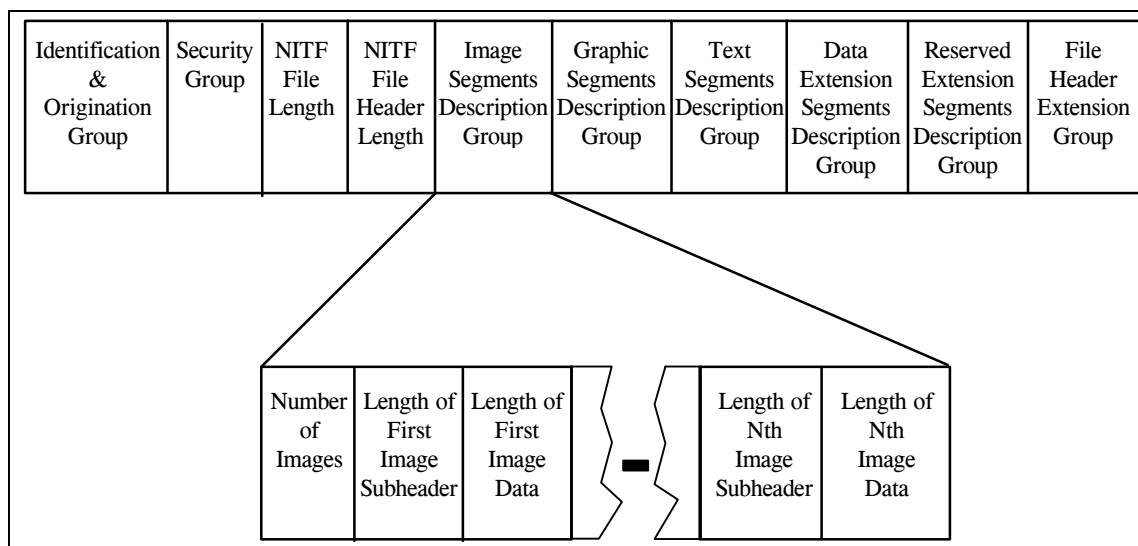 Identification
&
Origination
Group
Security
Group
NITF
File
Length
NITF
File
Header
Length
Image
Segments
Description
Group
Graphic
Segments
Description
Group
Text
Segments
Description
Group
Data
Extension
Segments
Description
Group
Reserved
Extension
Segments
Description
Group
File
Header
Extension
Group
Number
of
Images
Length of
First
Image
Subheader
Length of
First
Image
Data
Length of
Nth
Image
Subheader
Length of
Nth
Image
Data